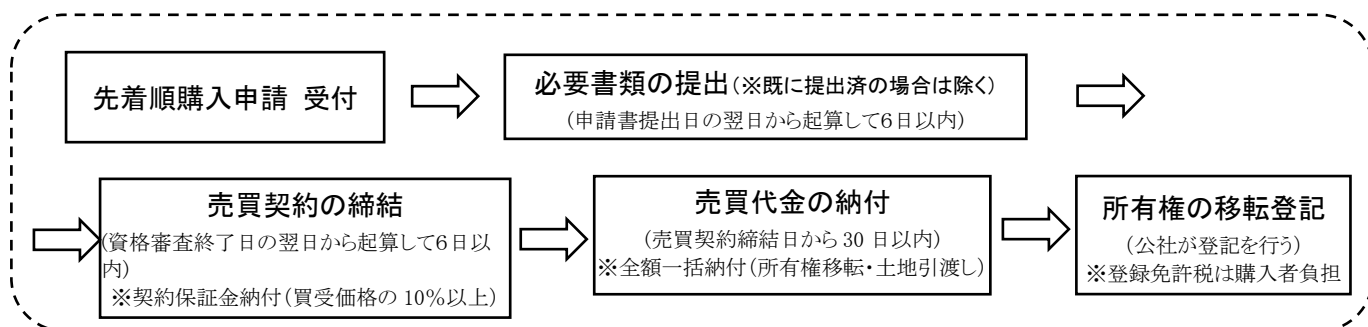 先着順購入申請 受付
必要書類の提出(※既に提出済の場合は除く)
(申請書提出日の翌日から起算して6日以内)
売買契約の締結
(資格審査終了日の翌日から起算して6日以
内)
※契約保証金納付(買受価格の 10%以上)
売買代金の納付
(売買契約締結日から 30 日以内)
※全額一括納付(所有権移転・土地引渡し)
所有権の移転登記
(公社が登記を行う)
※登録免許税は購入者負担